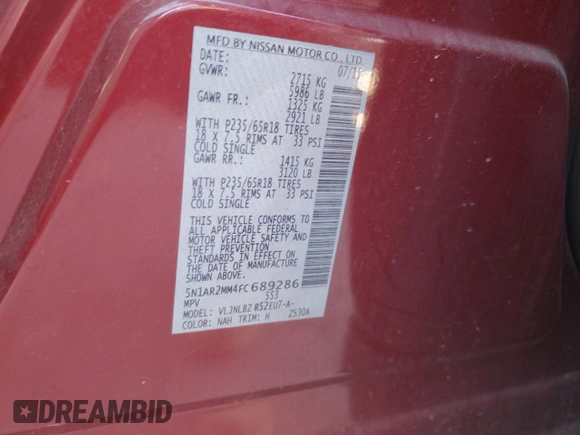 MFD BY NISSAN MOTOR CO., LTD.
DATE: 07/15
GVWR: 2715 KG
5986 LB
GAWR FR.: 1325 KG
2921 LB
WITH P235/65R18 TIRES
18 X 7.5 RIMS AT 33 PSI
COLD SINGLE
GAWR RR.: 1415 KG
3120 LB
WITH P235/65R18 TIRES
18 X 7.5 RIMS AT 33 PSI
COLD SINGLE
THIS VEHICLE CONFORMS TO
ALL APPLICABLE FEDERAL
MOTOR VEHICLE SAFETY AND
THEFT PREVENTION
STANDARDS IN EFFECT ON
THE DATE OF MANUFACTURE
SHOWN ABOVE.
5N1AR2MM4FC689286
MPV 553
MODEL: VLJNLBZ R52EU7-A-
COLOR: NAH TRIM: H ZS30A
DREAMBID